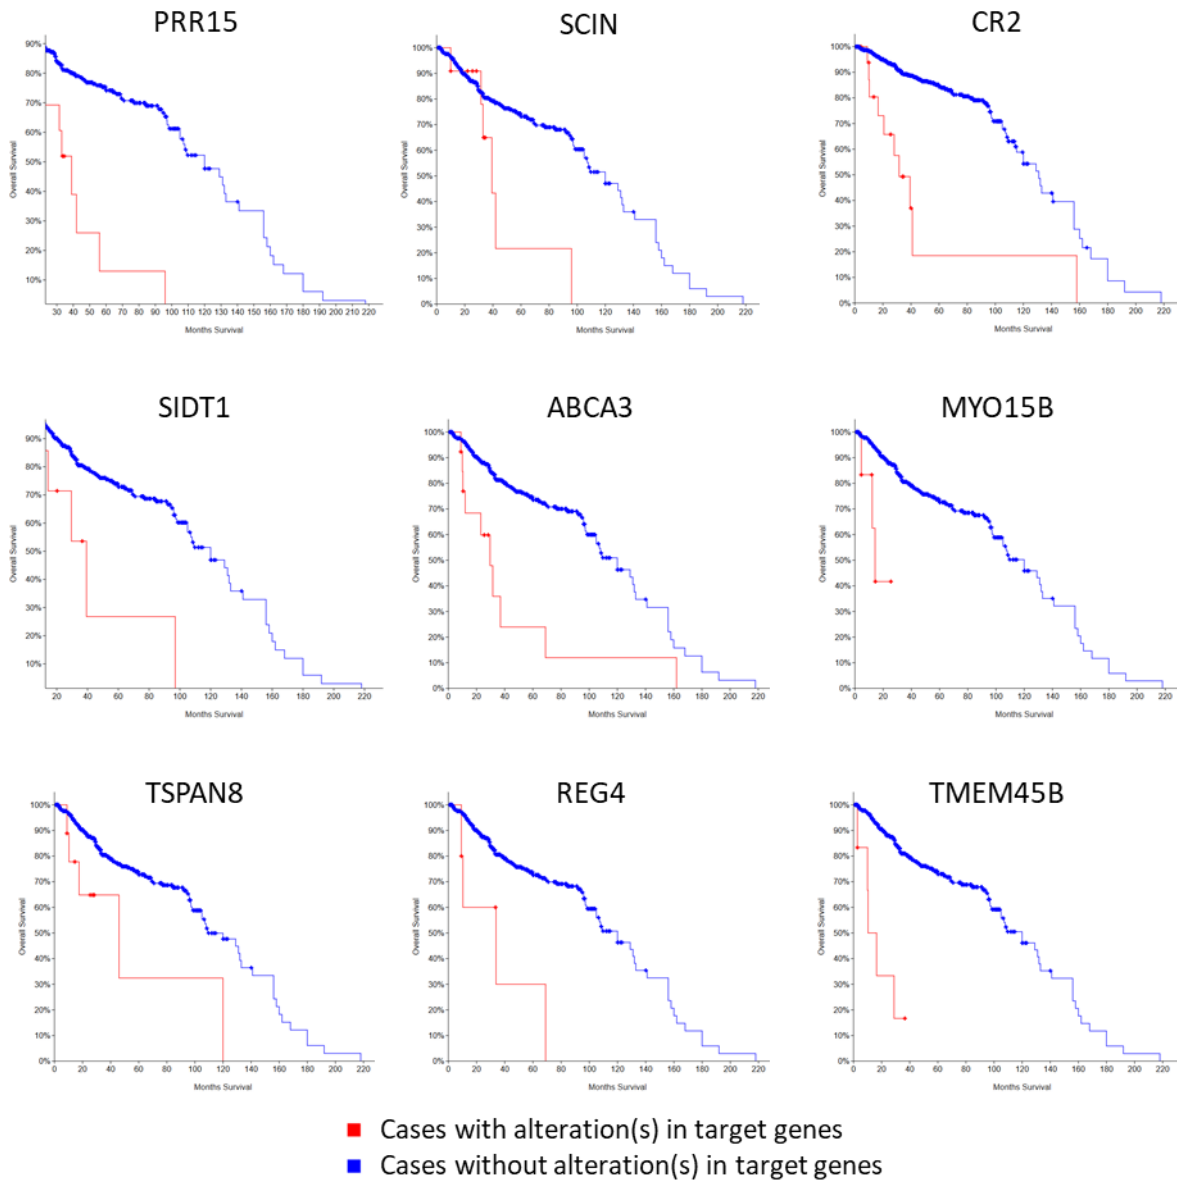 PRR15
SCIN
CR2
90%
80%
70%
60%
50%
40%
30%
20%
10%
Overall Survival
30 40 50 60 70 80 90 100 110 120 130 140 150 160 170 180 190 200 210 220
Months Survival
100%
90%
80%
70%
60%
50%
40%
30%
20%
10%
0%
Overall Survival
0 20 40 60 80 100 120 140 160 180 200 220
Months Survival
100%
90%
80%
70%
60%
50%
40%
30%
20%
10%
0%
Overall Survival
0 20 40 60 80 100 120 140 160 180 200 220
Months Survival
SIDT1
ABCA3
MYO15B
90%
80%
70%
60%
50%
40%
30%
20%
10%
Overall Survival
20 40 60 80 100 120 140 160 180 200 220
Months Survival
100%
90%
80%
70%
60%
50%
40%
30%
20%
10%
0%
Overall Survival
0 20 40 60 80 100 120 140 160 180 200 220
Months Survival
100%
90%
80%
70%
60%
50%
40%
30%
20%
10%
0%
Overall Survival
0 20 40 60 80 100 120 140 160 180 200 220
Months Survival
TSPAN8
REG4
TMEM45B
100%
90%
80%
70%
60%
50%
40%
30%
20%
10%
0%
Overall Survival
0 20 40 60 80 100 120 140 160 180 200 220
Months Survival
100%
90%
80%
70%
60%
50%
40%
30%
20%
10%
0%
Overall Survival
0 20 40 60 80 100 120 140 160 180 200 220
Months Survival
100%
90%
80%
70%
60%
50%
40%
30%
20%
10%
0%
Overall Survival
0 20 40 60 80 100 120 140 160 180 200 220
Months Survival
Cases with alteration(s) in target genes
Cases without alteration(s) in target genes